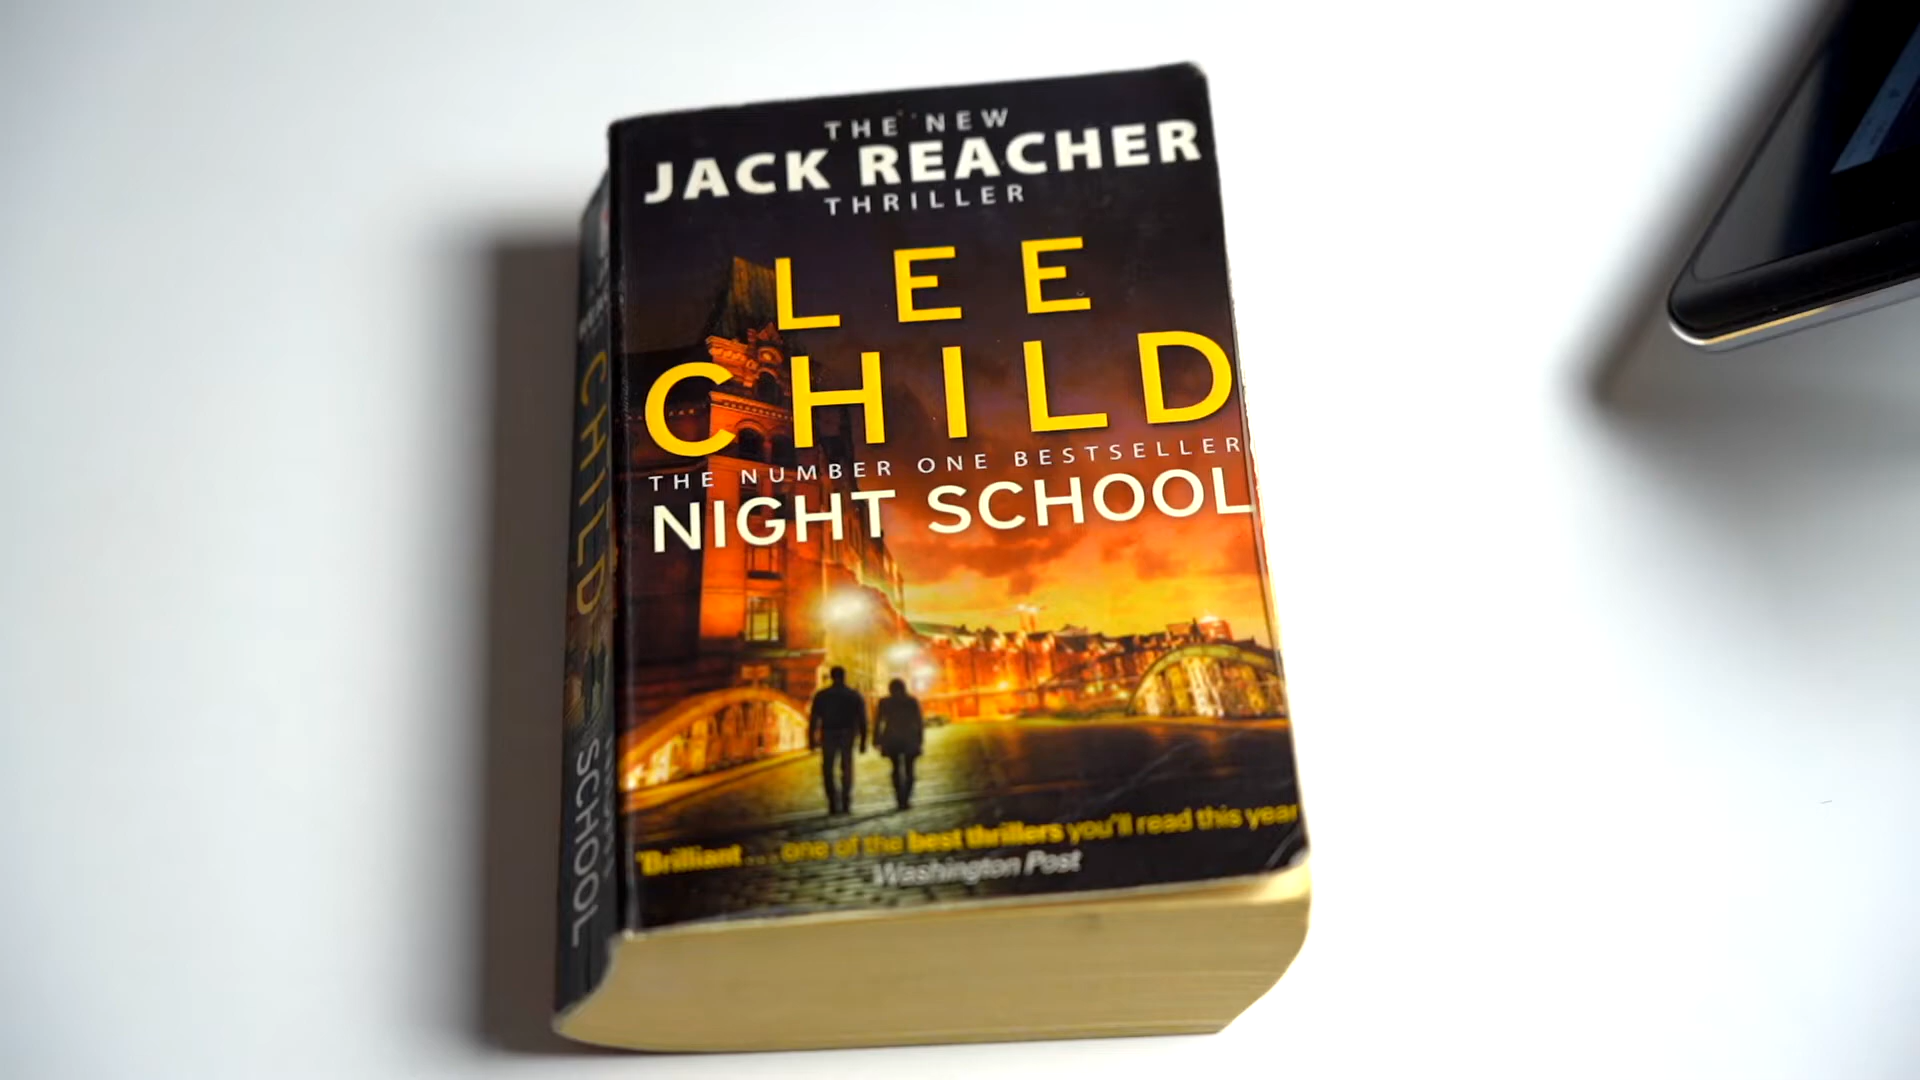 THE NEW
JACK REACHER
THRILLER
LEE
CHILD
THE NUMBER ONE BESTSELLER
NIGHT SCHOOL
"Brilliant... one of the best thrillers you'll read this year
Washington Post
CHILD
SCHOOL